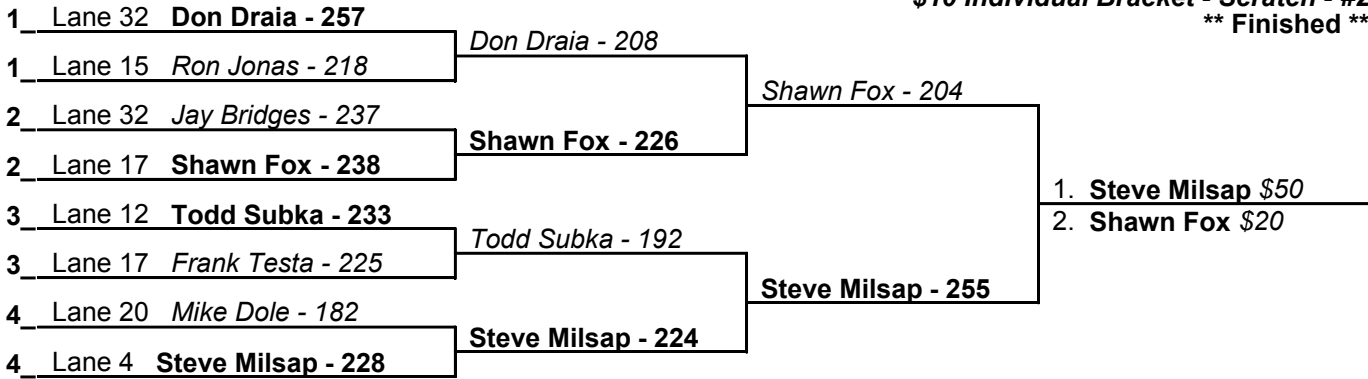 $10 Individual Bracket - Scratch - #2
** Finished **
1_ Lane 32 Don Draia - 257
1_ Lane 15 Ron Jonas - 218
2_ Lane 32 Jay Bridges - 237
2_ Lane 17 Shawn Fox - 238
3_ Lane 12 Todd Subka - 233
3_ Lane 17 Frank Testa - 225
4_ Lane 20 Mike Dole - 182
4_ Lane 4 Steve Milsap - 228
Don Draia - 208
Shawn Fox - 226
Todd Subka - 192
Steve Milsap - 224
Shawn Fox - 204
Steve Milsap - 255
1. Steve Milsap $50
2. Shawn Fox $20